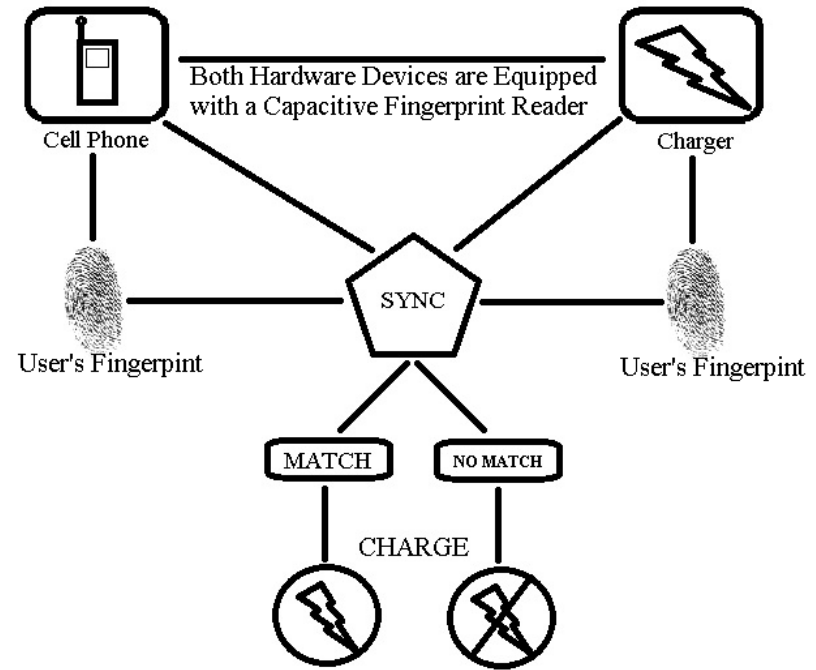 Both Hardware Devices are Equipped
with a Capacitive Fingerprint Reader
Cell Phone
Charger
SYNC
User's Fingerpint
User's Fingerpint
MATCH
NO MATCH
CHARGE